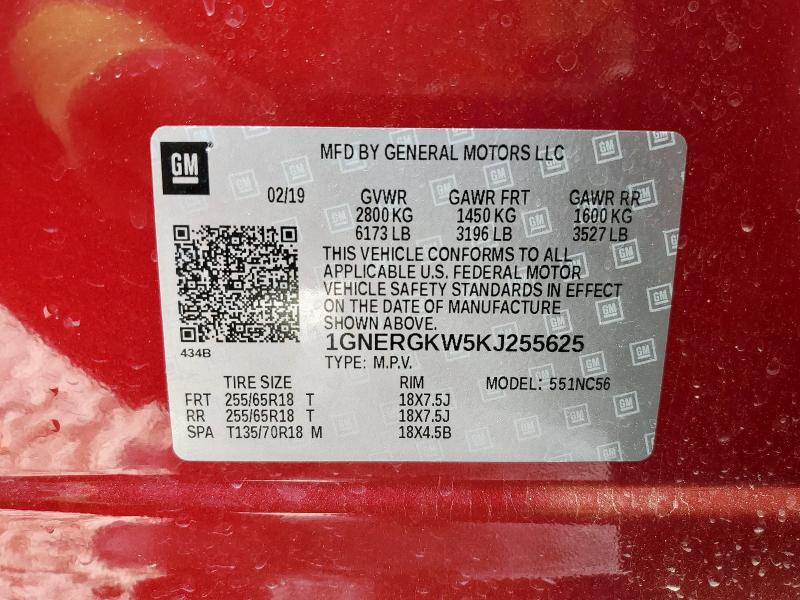 GM
MFD BY GENERAL MOTORS LLC
02/19 GVWR GAWR FRT GAWR RR
2800 KG 1450 KG 1600 KG
6173 LB 3196 LB 3527 LB
THIS VEHICLE CONFORMS TO ALL
APPLICABLE U.S. FEDERAL MOTOR
VEHICLE SAFETY STANDARDS IN EFFECT
ON THE DATE OF MANUFACTURE
SHOWN ABOVE.
1GNERGKW5KJ255625
434B
TYPE: M.P.V.
TIRE SIZE RIM MODEL: 551NC56
FRT 255/65R18 T 18X7.5J
RR 255/65R18 T 18X7.5J
SPA T135/70R18 M 18X4.5B